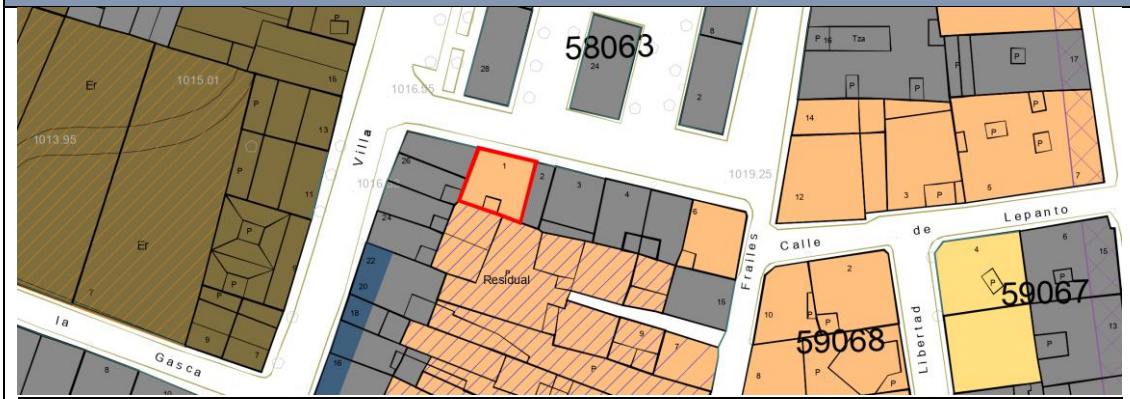 58063
28
24
8
2
P 16
Tza
P
P
P
P
P
17
Er
1015.01
P
15
13
1013.95
P
11
Er
P
P
P
7
9
7
la
Gasca
8
1016.95
Villa
26
24
22
20
18
16
1
2
3
4
6
P
Residual
15
9
7
P
1019.25
14
12
3
P
P
P
P
5
7
Frailes
Calle
de
Lepanto
2
10
P
P
59068
8
P
Libertad
4
P
6
P
15
59067
P
13